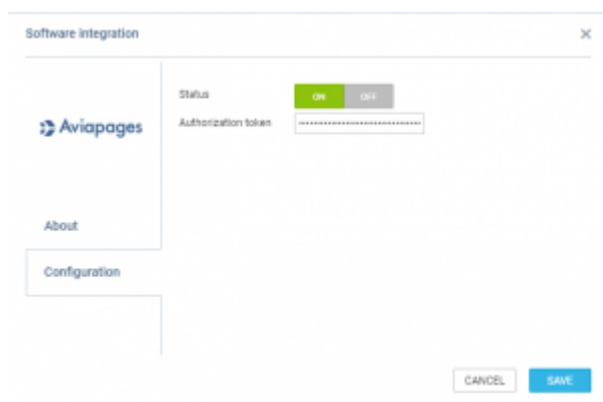 Software integration
Status
ON OFF
Aviapages
Authorization token
About
Configuration
CANCEL SAVE